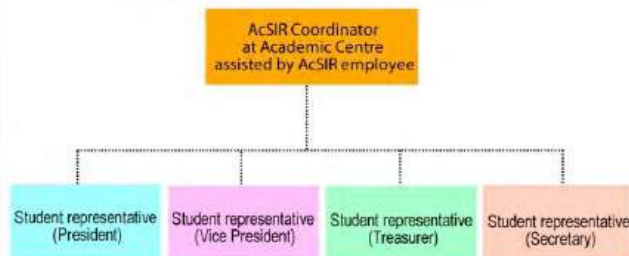 AcSIR Coordinator
at Academic Centre
assisted by AcSIR employee
Student representative
(President)
Student representative
(Vice President)
Student representative
(Treasurer)
Student representative
(Secretary)